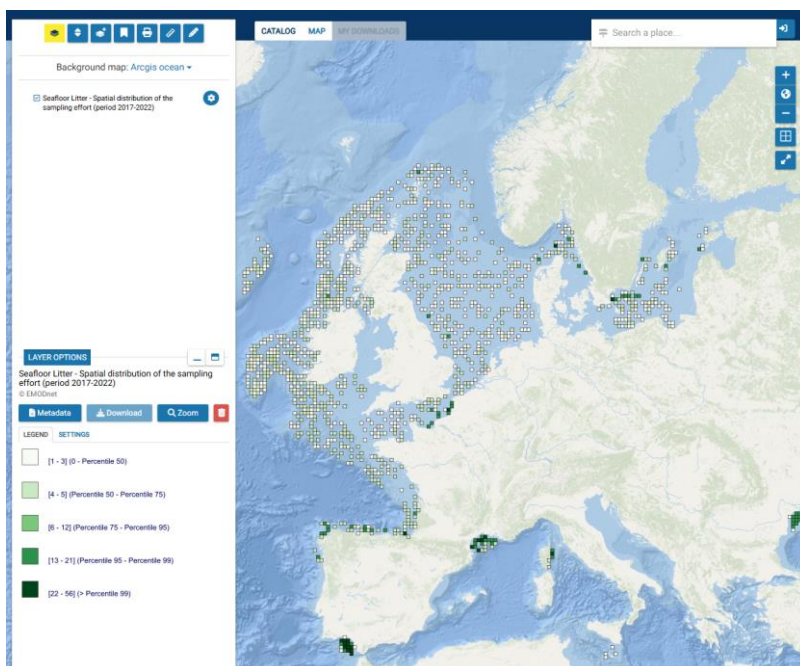 CATALOG MAP MY DOWNLOADS
Search a place...
Background map: Arcgis ocean
Seafloor Litter - Spatial distribution of the
sampling effort (period 2017-2022)
LAYER OPTIONS
Seafloor Litter - Spatial distribution of the sampling
effort (period 2017-2022)
© EMODnet
Metadata Download Zoom
LEGEND SETTINGS
[1 - 3] (0 - Percentile 50)
[4 - 5] (Percentile 50 - Percentile 75)
[6 - 12] (Percentile 75 - Percentile 95)
[13 - 21] (Percentile 95 - Percentile 99)
[22 - 56] (> Percentile 99)